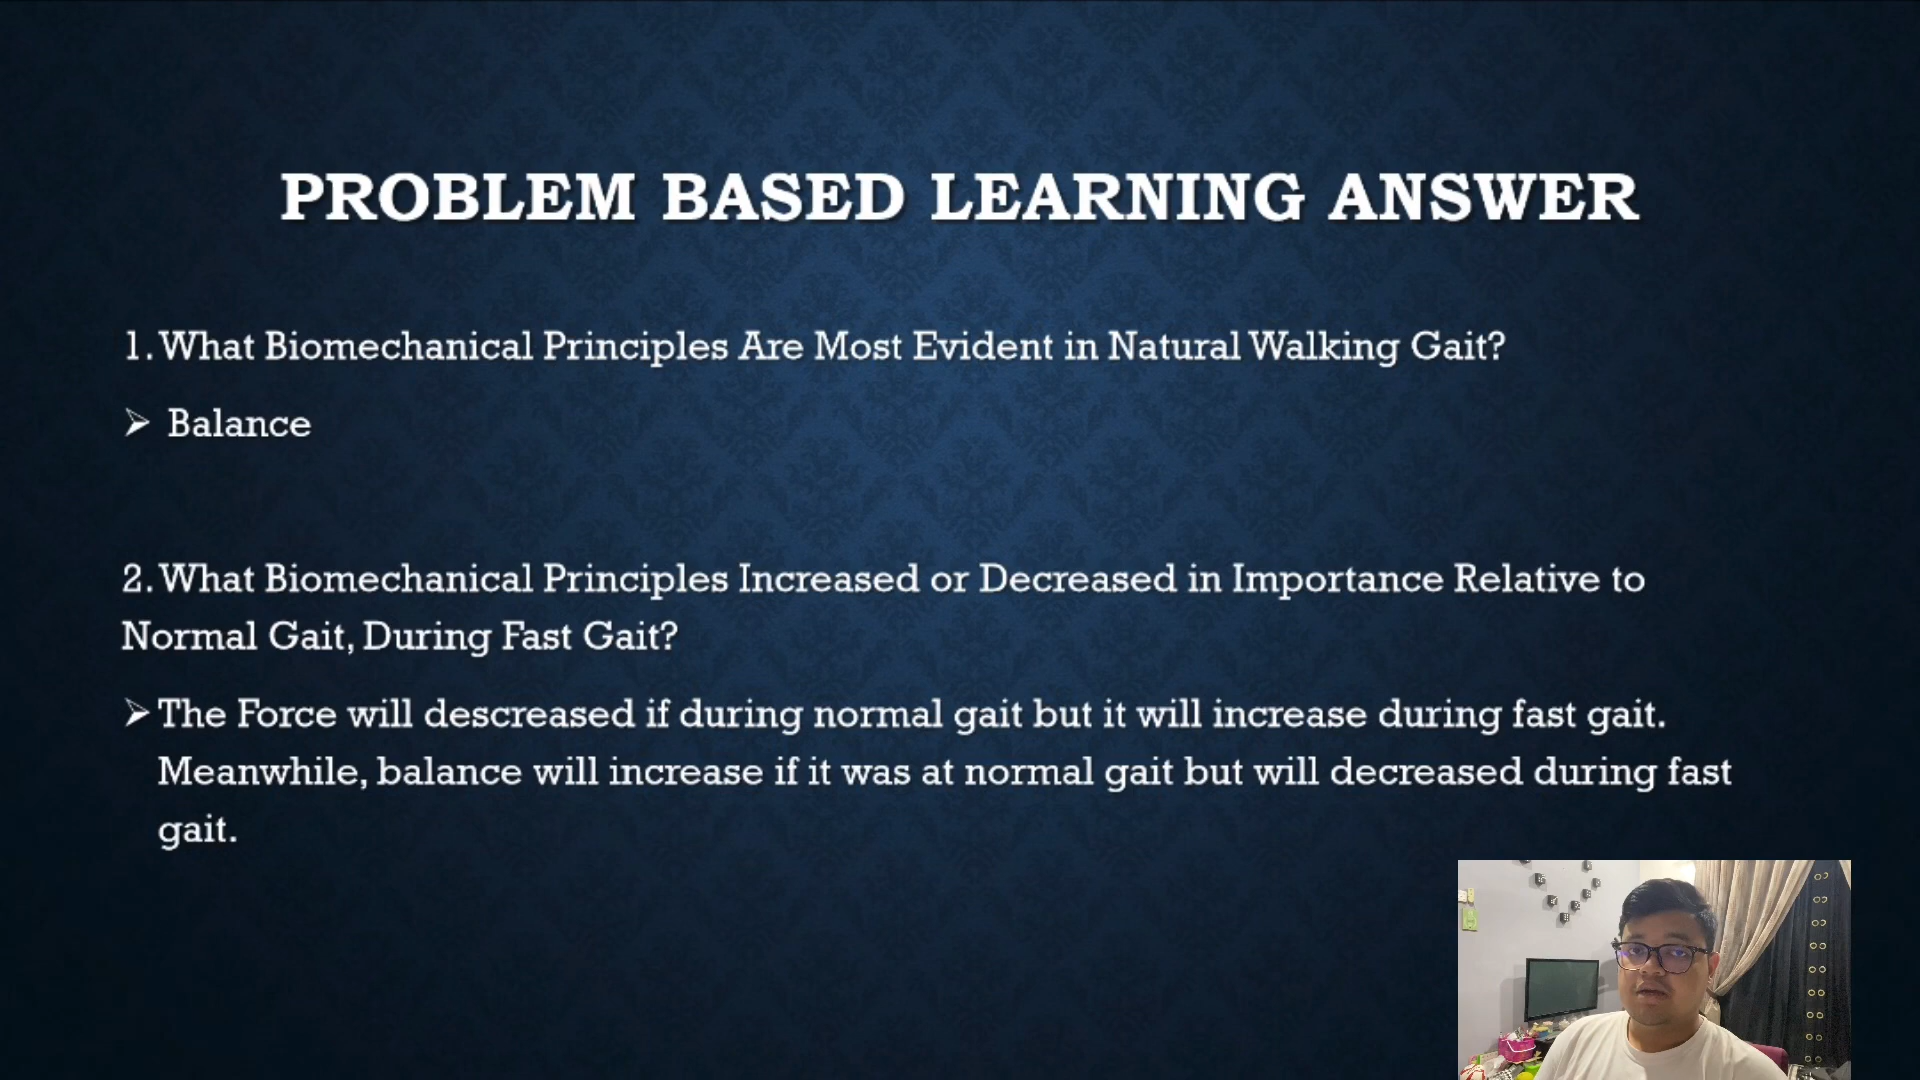 PROBLEM BASED LEARNING ANSWER
1. What Biomechanical Principles Are Most Evident in Natural Walking Gait?
➢ Balance
2. What Biomechanical Principles Increased or Decreased in Importance Relative to
Normal Gait, During Fast Gait?
➢ The Force will descreased if during normal gait but it will increase during fast gait.
Meanwhile, balance will increase if it was at normal gait but will decreased during fast
gait.